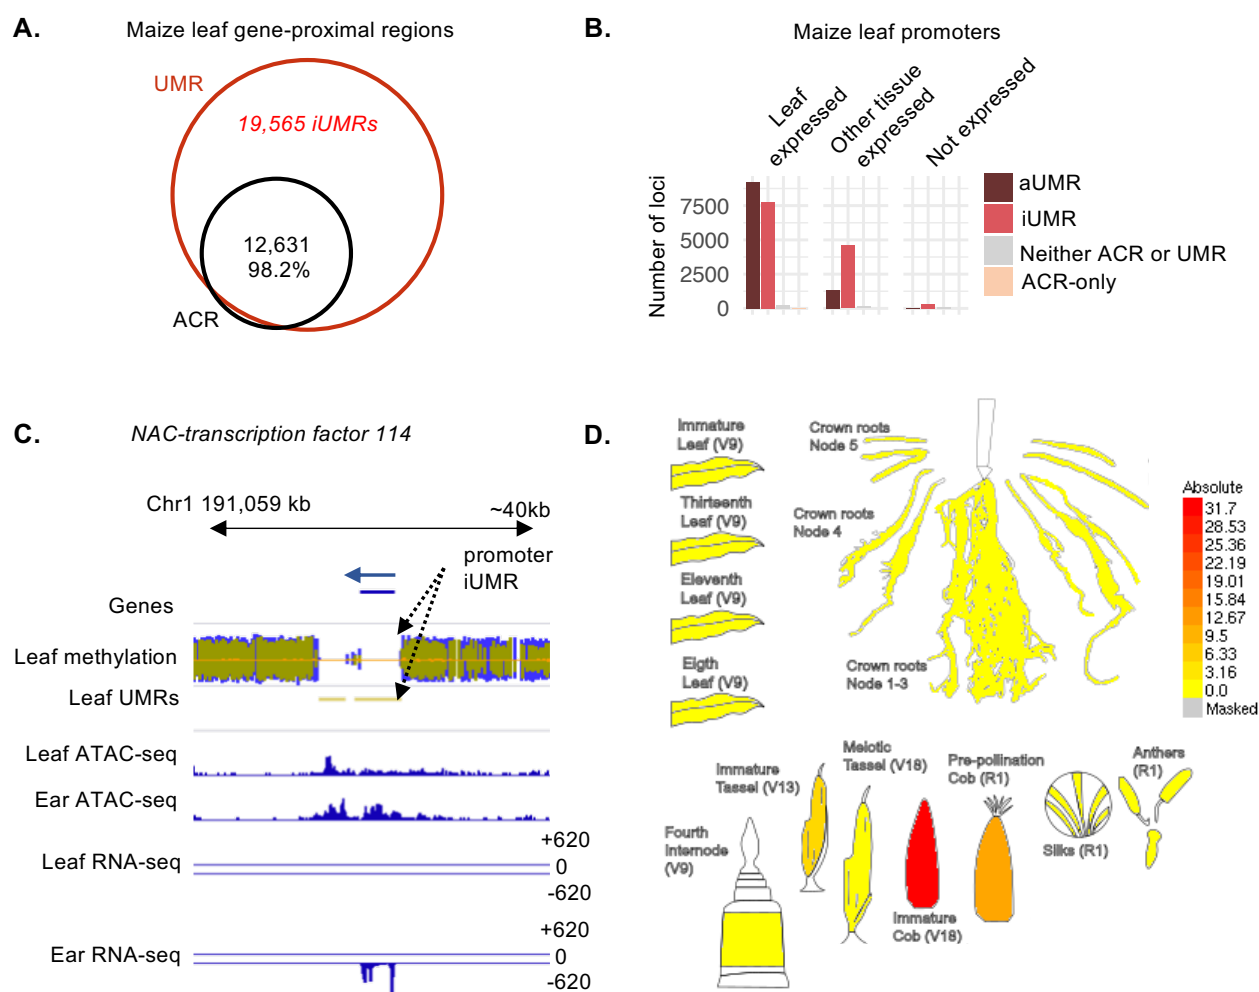 A.
Maize leaf gene-proximal regions
UMR
19,565 iUMRs
12,631
98.2%
ACR
B.
Maize leaf promoters
Leaf
expressed
Other tissue
expressed
Not expressed
Number of loci
7500
5000
2500
0
aUMR
iUMR
Neither ACR or UMR
ACR-only
C.
NAC-transcription factor 114
Chr1 191,059 kb
~40kb
promoter
iUMR
Genes
Leaf methylation
Leaf UMRs
Leaf ATAC-seq
Ear ATAC-seq
Leaf RNA-seq
+620
0
-620
Ear RNA-seq
+620
0
-620
D.
Immature
Leaf (V9)
Thirteenth
Leaf (V9)
Eleventh
Leaf (V9)
Eigth
Leaf (V9)
Crown roots
Node 5
Crown roots
Node 4
Crown roots
Node 1-3
Absolute
31.7
28.53
25.36
22.19
19.01
15.84
12.67
9.5
6.33
3.16
0.0
Masked
Fourth
Internode
(V9)
Immature
Tassel (V13)
Meiotic
Tassel (V18)
Immature
Cob (V18)
Pre-pollination
Cob (R1)
Silks (R1)
Anthers
(R1)